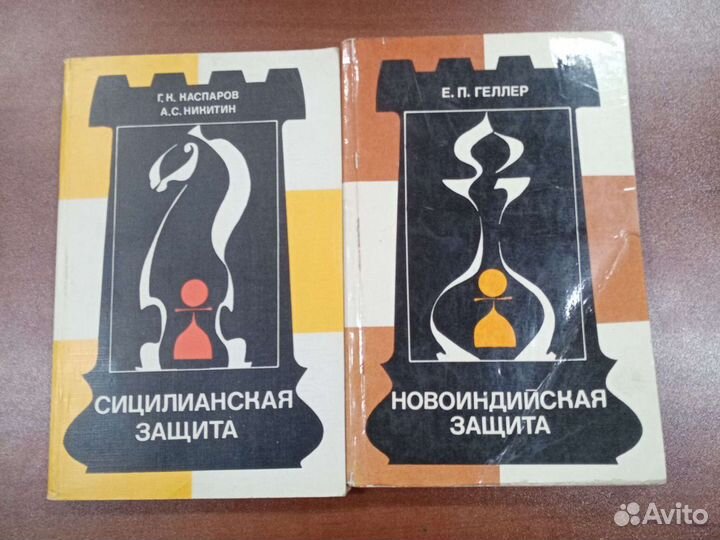 Г. К. КАСПАРОВ
А. С. НИКИТИН
СИЦИЛИАНСКАЯ
ЗАЩИТА
Е. П. ГЕЛЛЕР
НОВОИНДИЙСКАЯ
ЗАЩИТА
Avito